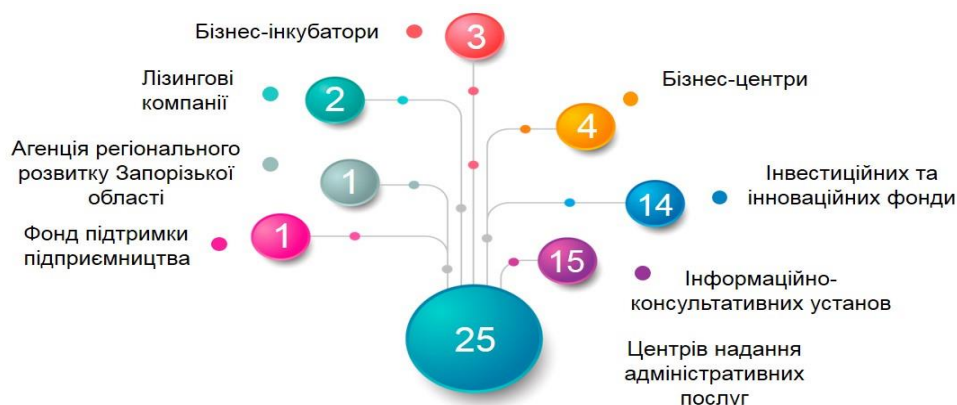 Бізнес-інкубатори
3
Лізингові
компанії
2
Бізнес-центри
4
Агенція регіонального
розвитку Запорізької
області
1
Інвестиційних та
інноваційних фонди
14
Фонд підтримки
підприємництва
1
15
Інформаційно-
консультативних установ
25
Центрів надання
адміністративних
послуг